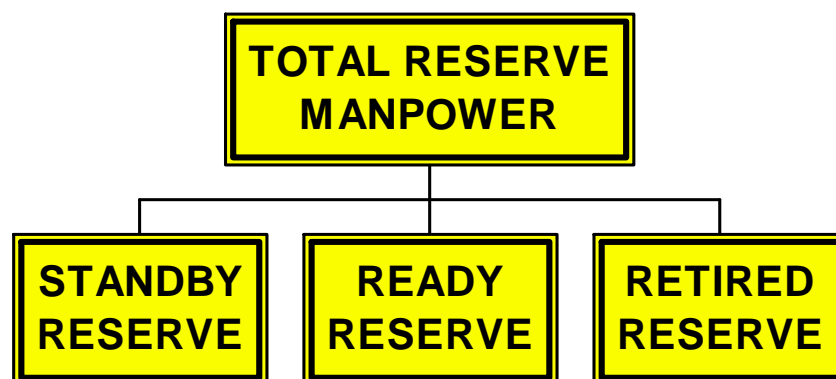 TOTAL RESERVE
MANPOWER
STANDBY
RESERVE
READY
RESERVE
RETIRED
RESERVE